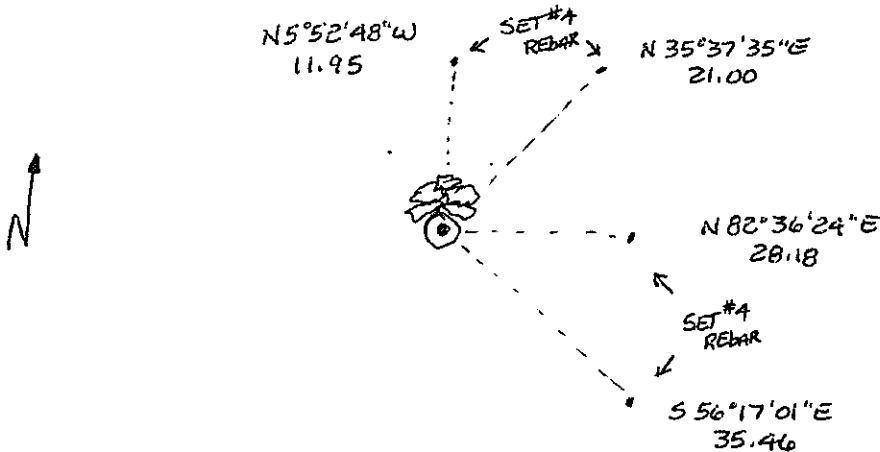 N5°52'48"W
11.95
SET #4
REBAR
N 35°37'35"E
21.00
N
N 82°36'24"E
28.18
SET #4
REBAR
S 56°17'01"E
35.46